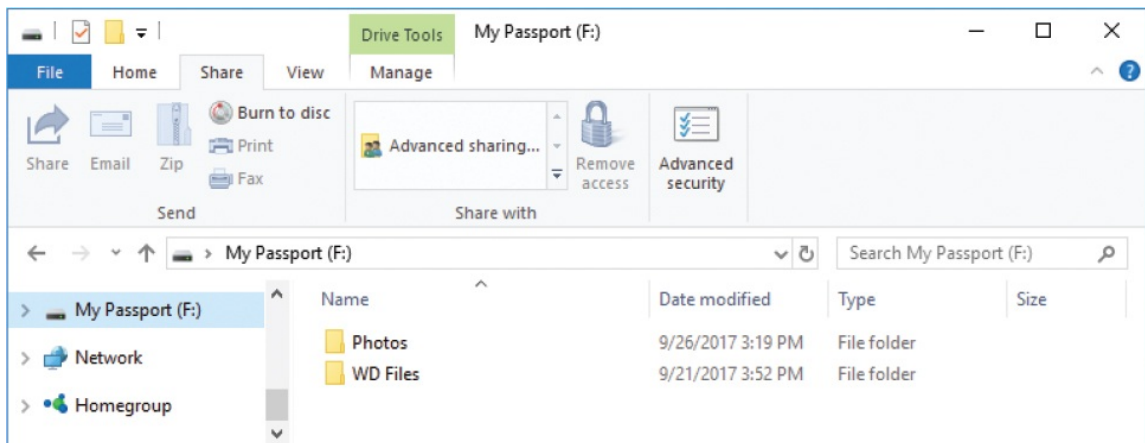 Drive Tools My Passport (F:)
File Home Share View Manage
Share Email Zip
Burn to disc
Print
Fax
Send
Advanced sharing...
Remove access
Share with
Advanced security
My Passport (F:)
Search My Passport (F:)
My Passport (F:)
Network
Homegroup
Name Date modified Type Size
Photos 9/26/2017 3:19 PM File folder
WD Files 9/21/2017 3:52 PM File folder